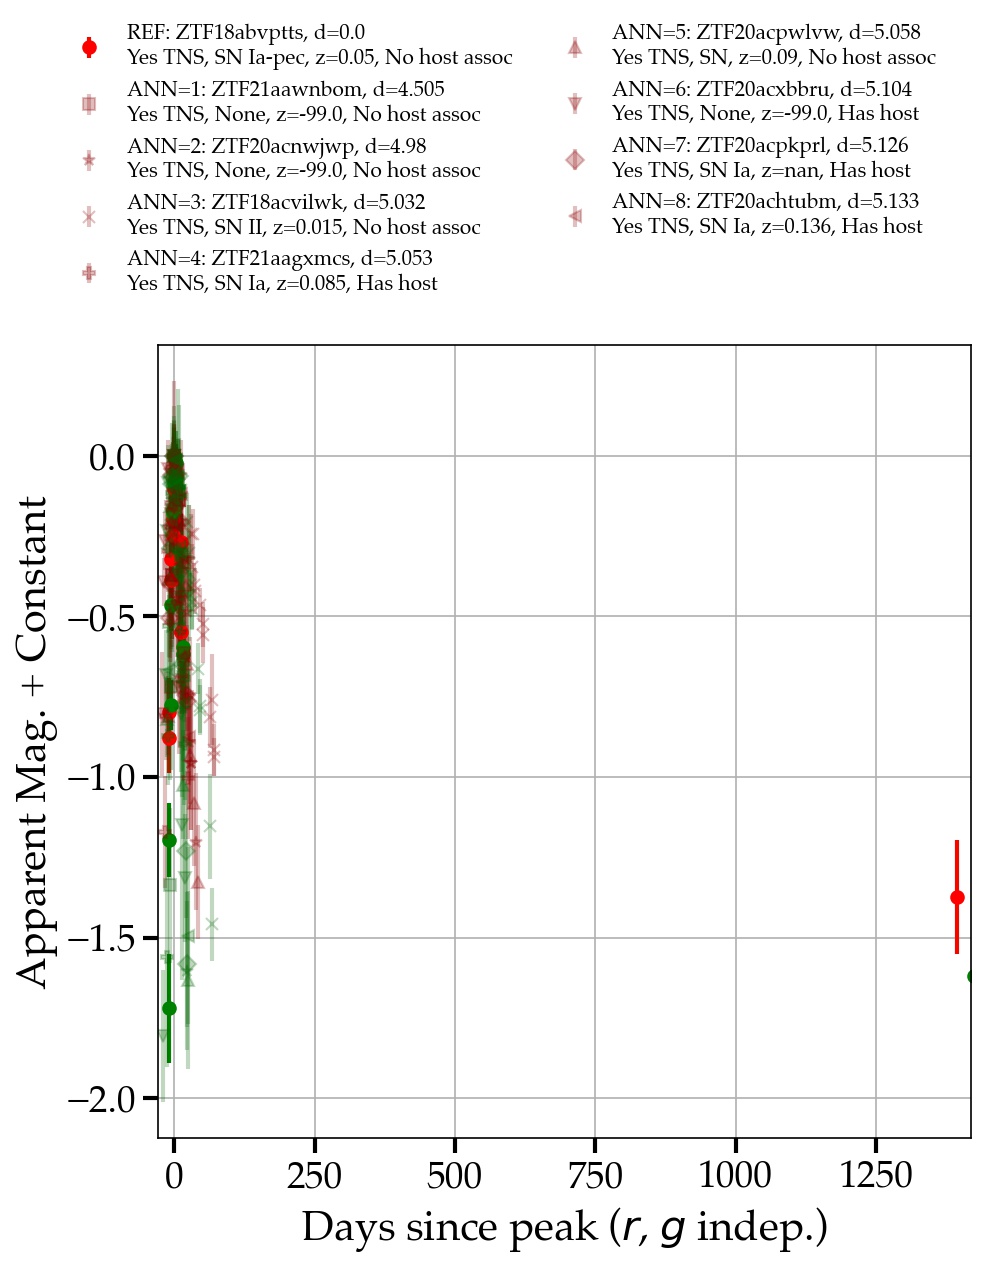 REF: ZTF18abvptts, d=0.0
Yes TNS, SN Ia-pec, z=0.05, No host assoc
ANN=1: ZTF21aawnbom, d=4.505
Yes TNS, None, z=-99.0, No host assoc
ANN=2: ZTF20acnwjwp, d=4.98
Yes TNS, None, z=-99.0, No host assoc
ANN=3: ZTF18acvilwk, d=5.032
Yes TNS, SN II, z=0.015, No host assoc
ANN=4: ZTF21aagxmcs, d=5.053
Yes TNS, SN Ia, z=0.085, Has host
ANN=5: ZTF20acpwlvw, d=5.058
Yes TNS, SN, z=0.09, No host assoc
ANN=6: ZTF20acxbbru, d=5.104
Yes TNS, None, z=-99.0, Has host
ANN=7: ZTF20acpkprl, d=5.126
Yes TNS, SN Ia, z=nan, Has host
ANN=8: ZTF20achtubm, d=5.133
Yes TNS, SN Ia, z=0.136, Has host
Apparent Mag. + Constant
0.0
−0.5
−1.0
−1.5
−2.0
0 250 500 750 1000 1250
Days since peak (r, g indep.)